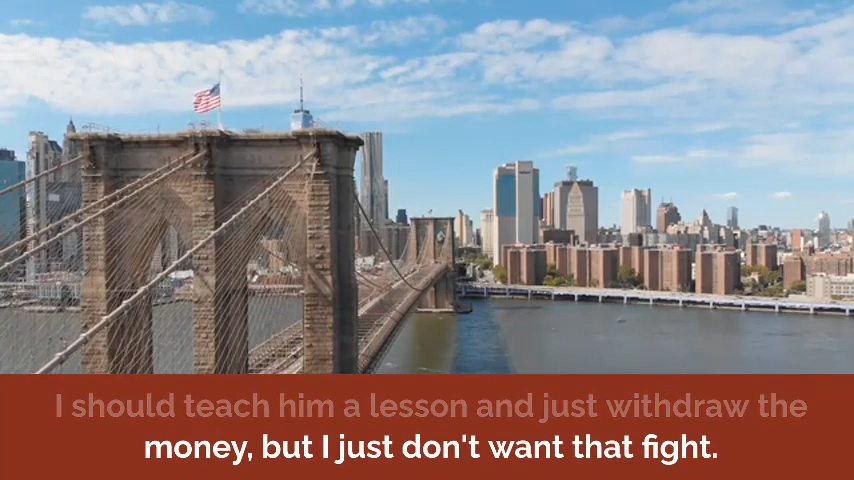 I should teach him a lesson and just withdraw the
money, but I just don't want that fight.